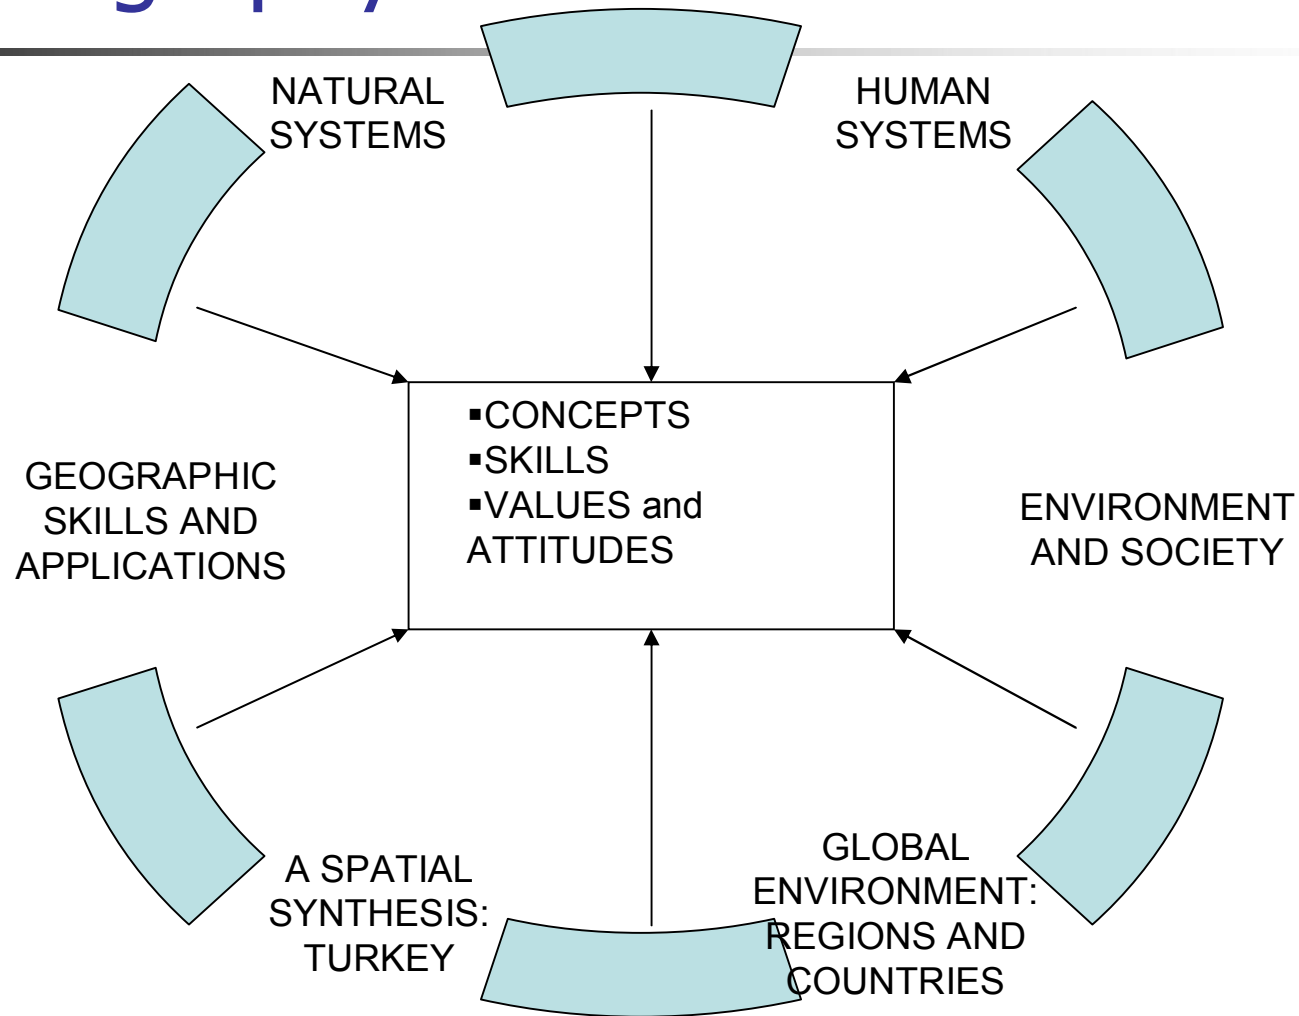 NATURAL
SYSTEMS
HUMAN
SYSTEMS
▪CONCEPTS
▪SKILLS
▪VALUES and
ATTITUDES
GEOGRAPHIC
SKILLS AND
APPLICATIONS
ENVIRONMENT
AND SOCIETY
A SPATIAL
SYNTHESIS:
TURKEY
GLOBAL
ENVIRONMENT:
REGIONS AND
COUNTRIES